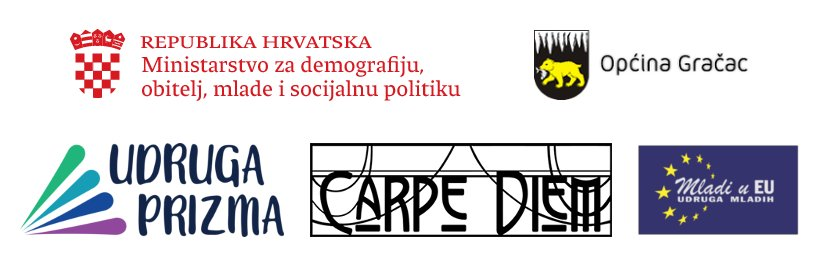 REPUBLIKA HRVATSKA
Ministarstvo za demografiju,
obitelj, mlade i socijalnu politiku
Općina Gračac
UDRUGA
PRIZMA
CARPE DIEM
Mladi u EU
UDRUGA MLADIH